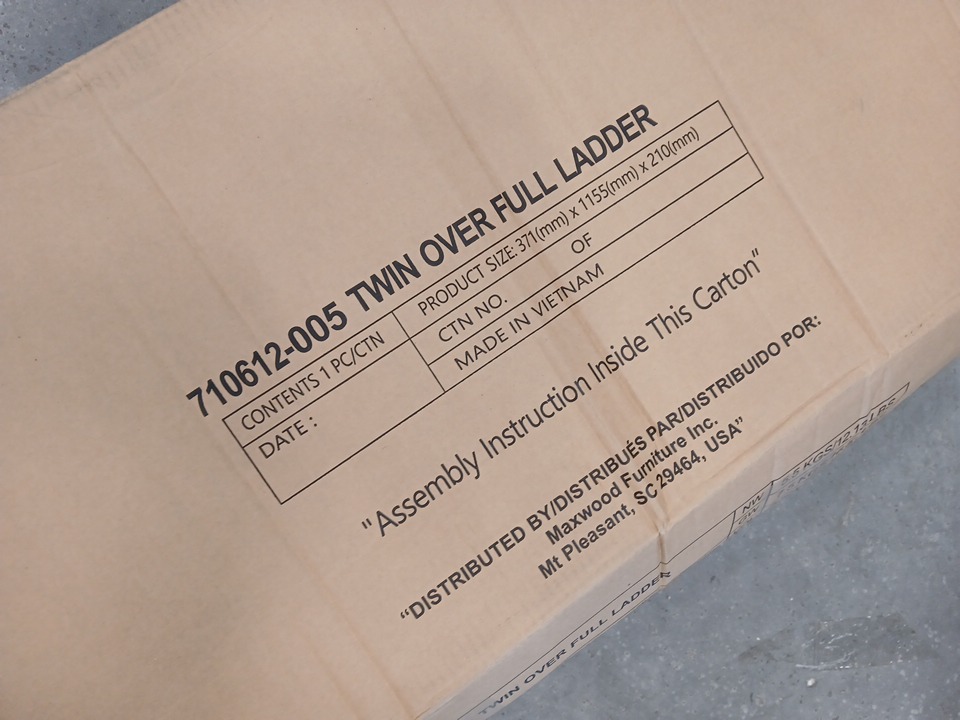 710612-005 TWIN OVER FULL LADDER
CONTENTS 1 PC/CTN
PRODUCT SIZE: 371(mm) x 1155(mm) x 210(mm)
DATE :
CTN NO. OF
MADE IN VIETNAM
"Assembly Instruction Inside This Carton"
“DISTRIBUTED BY/DISTRIBUÉS PAR/DISTRIBUIDO POR:
Maxwood Furniture Inc.
Mt Pleasant, SC 29464, USA”
TWIN OVER FULL LADDER
NW
GW